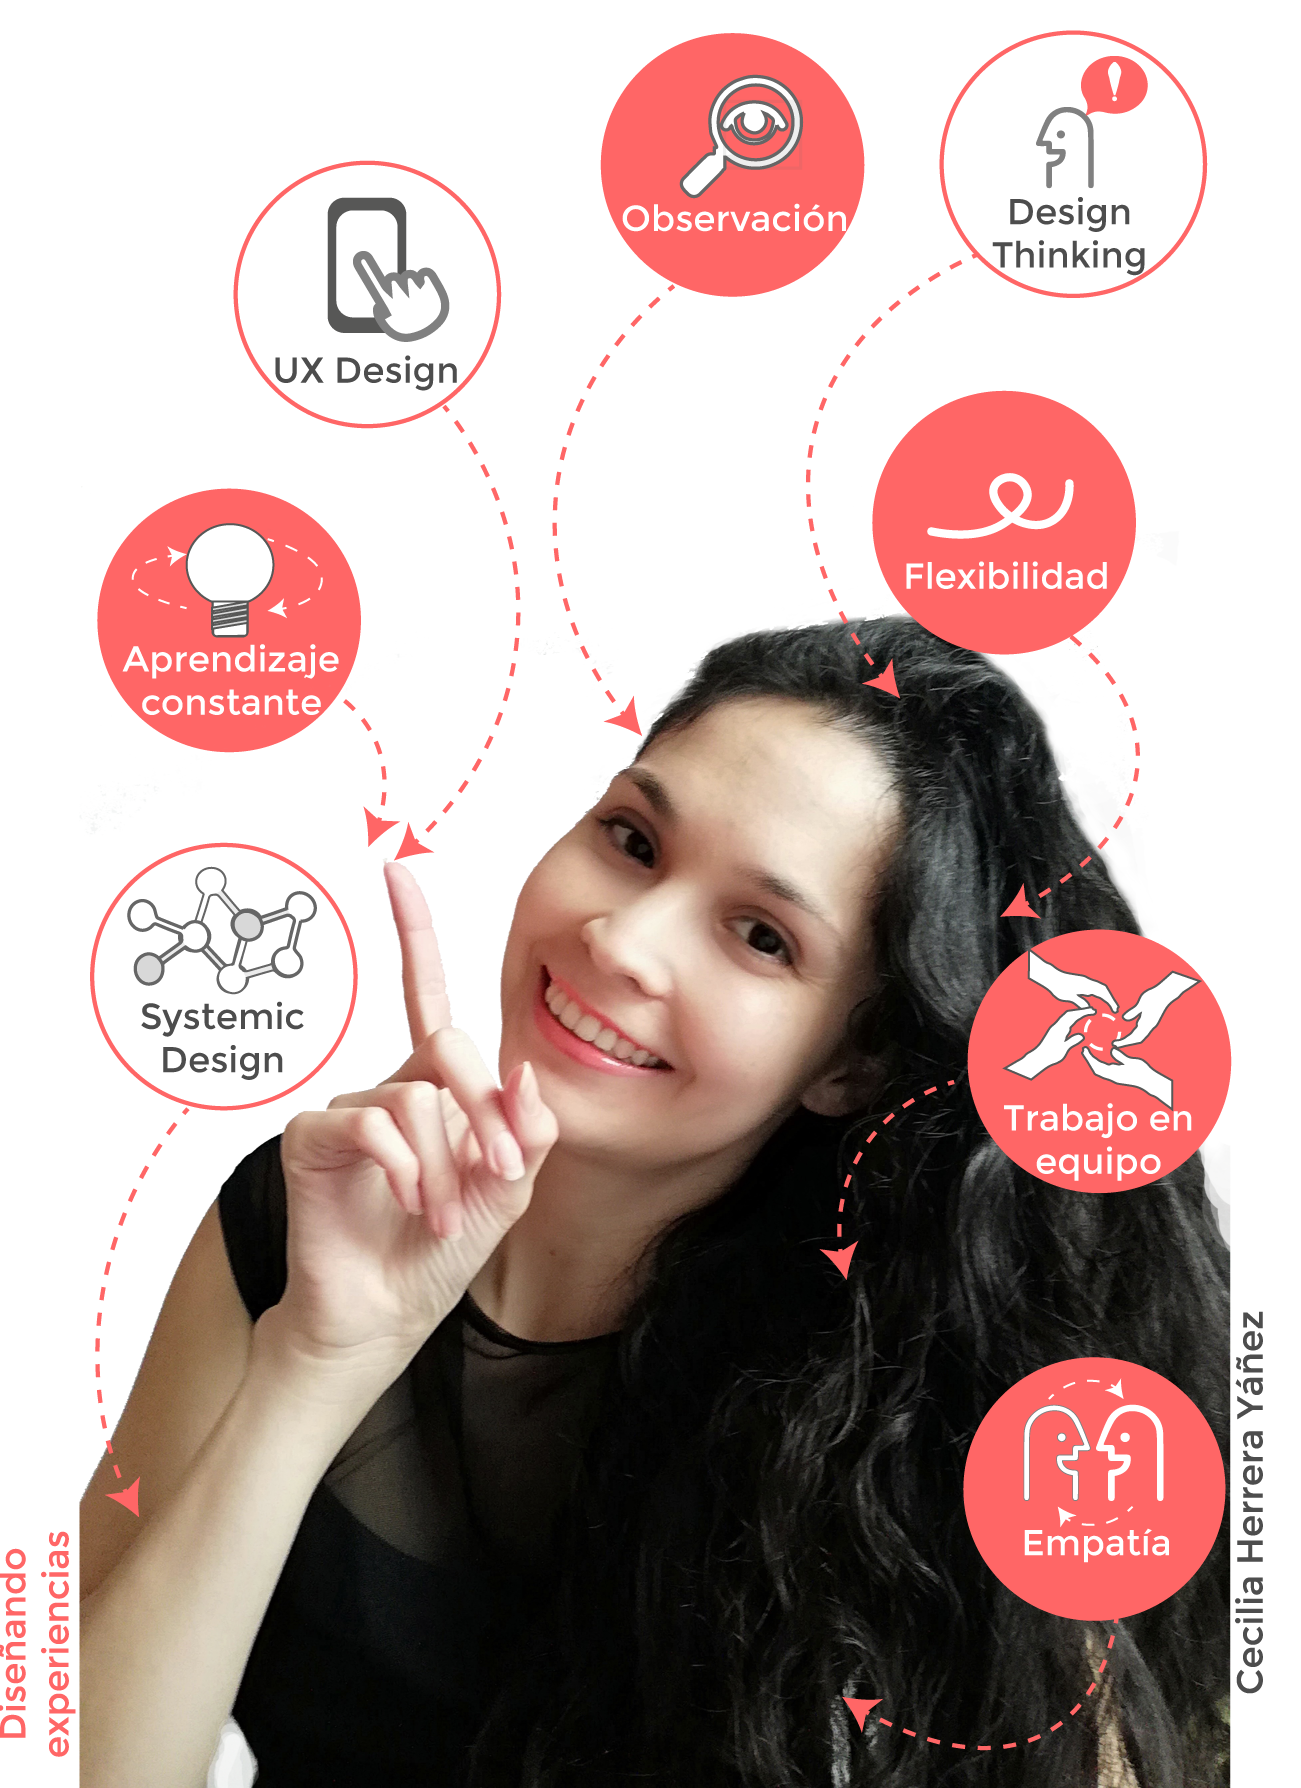 Observación
Design
Thinking
UX Design
Flexibilidad
Aprendizaje
constante
Systemic
Design
Trabajo en
equipo
Empatía
Diseñando
experiencias
Cecilia Herrera Yáñez